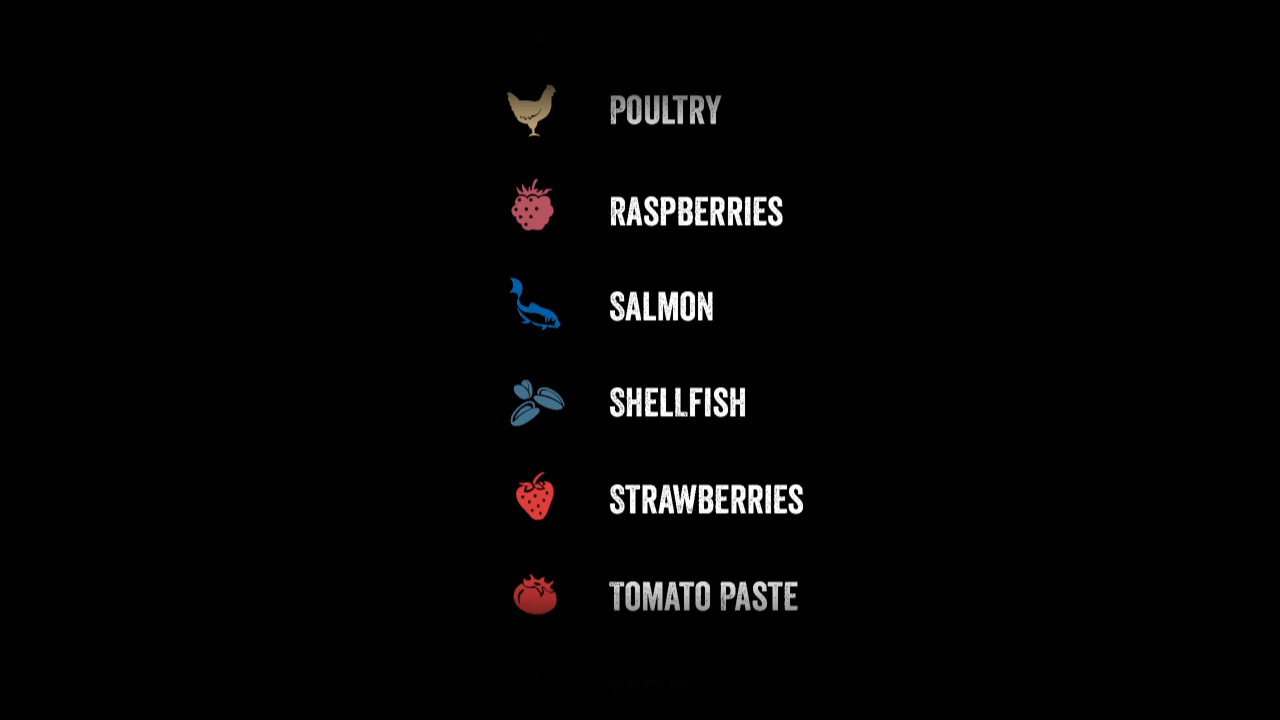 POULTRY
RASPBERRIES
SALMON
SHELLFISH
STRAWBERRIES
TOMATO PASTE